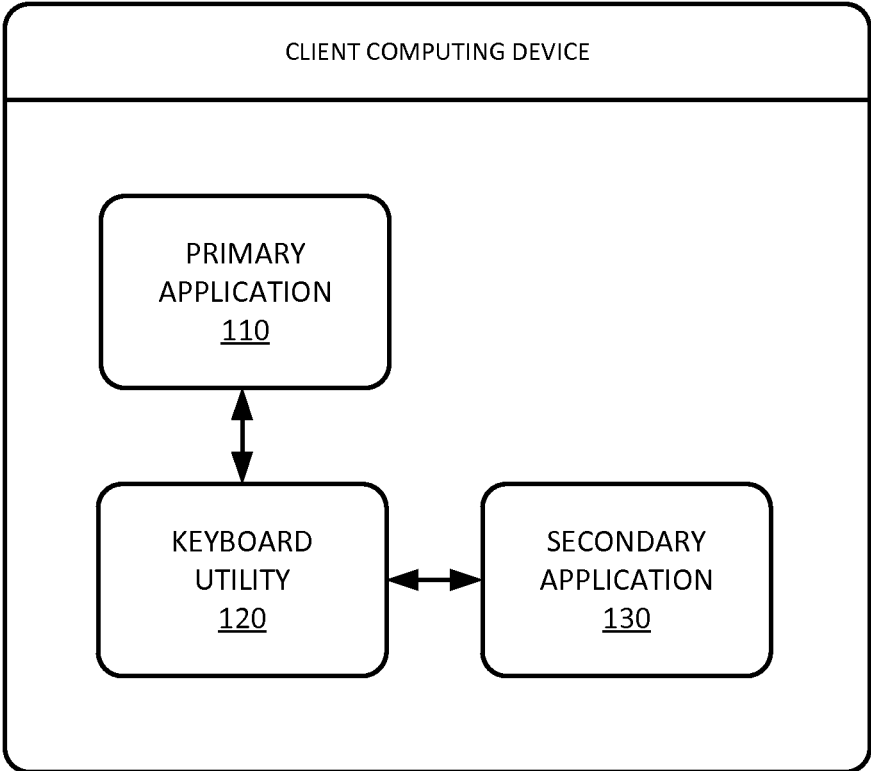 CLIENT COMPUTING DEVICE
PRIMARY
APPLICATION
110
KEYBOARD
UTILITY
120
SECONDARY
APPLICATION
130